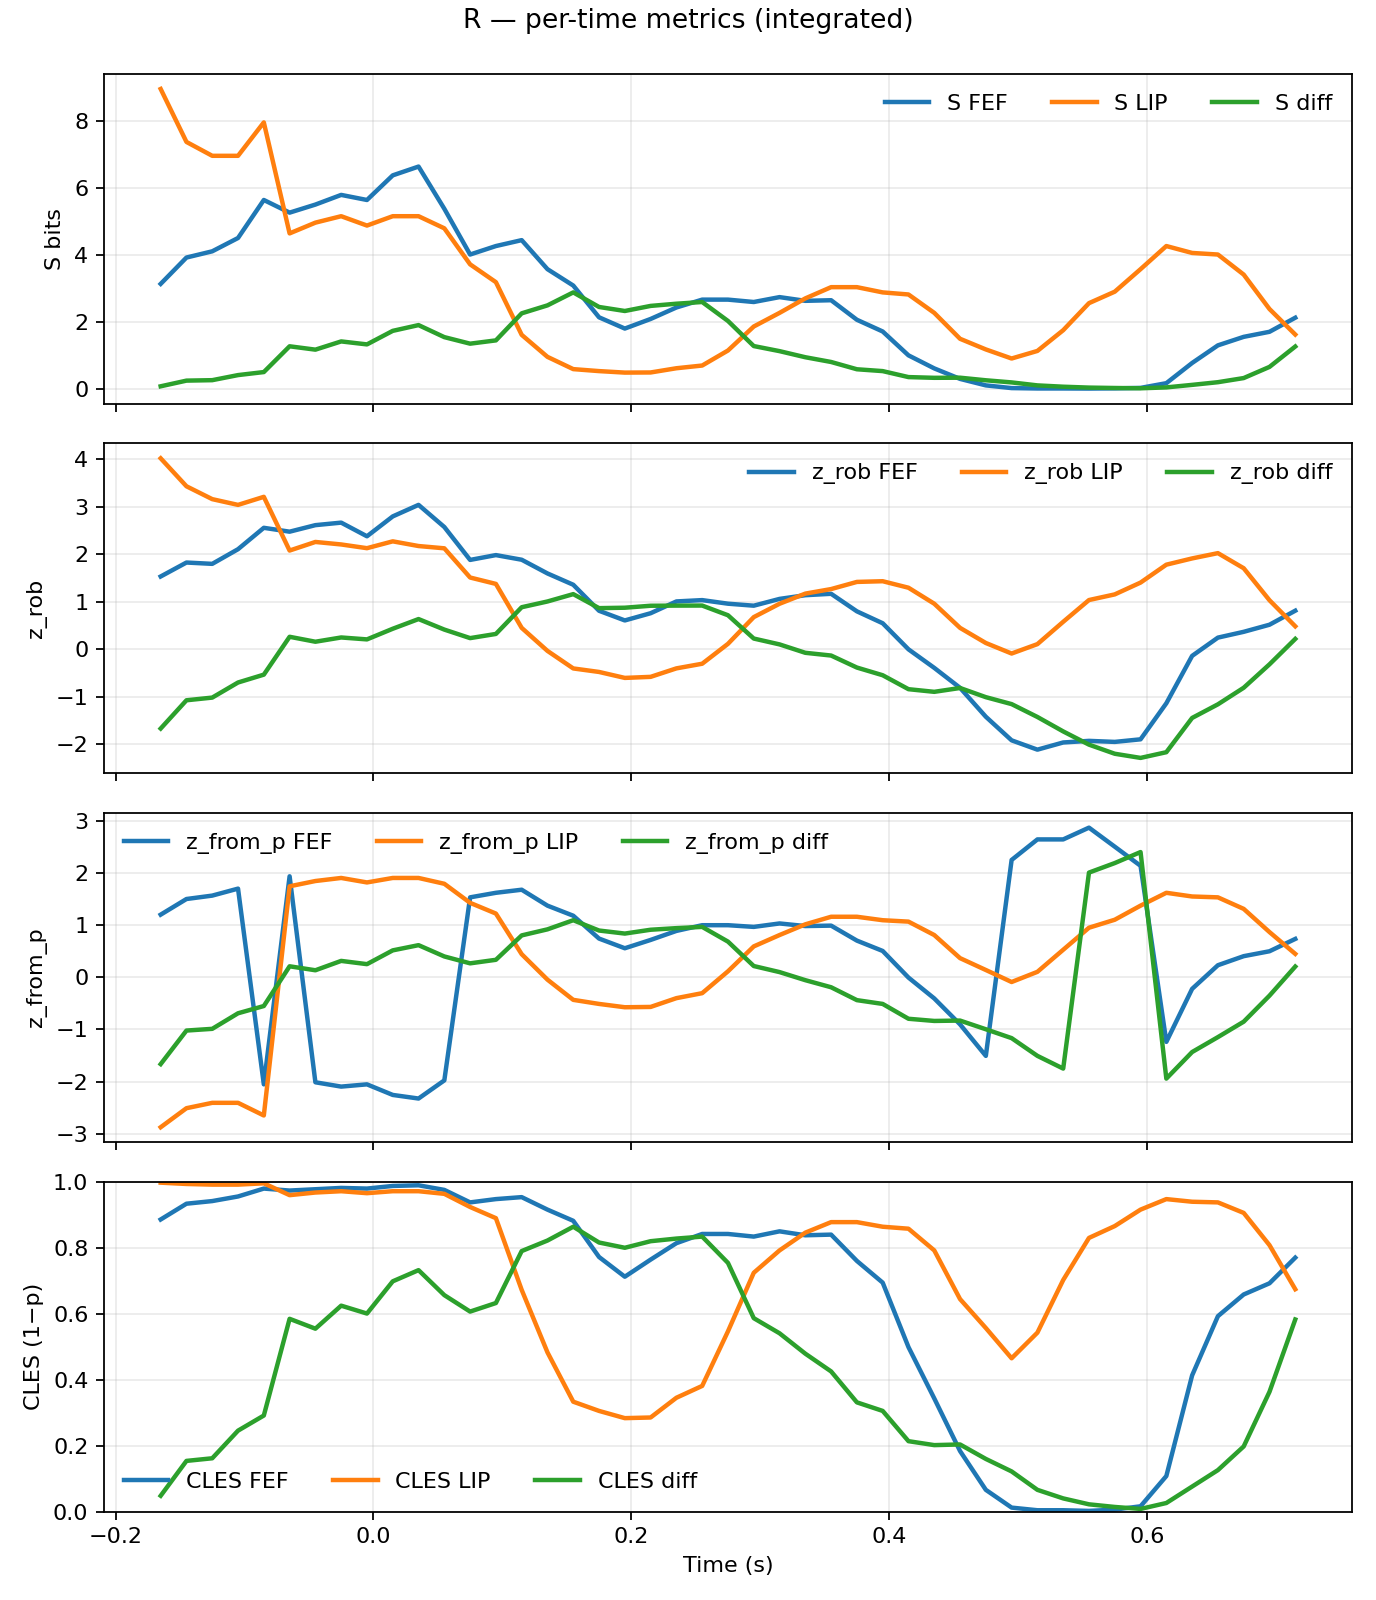 R — per-time metrics (integrated)
S FEF S LIP S diff
8
6
4
2
0
S bits
z_rob FEF z_rob LIP z_rob diff
4
3
2
1
0
−1
−2
z_rob
z_from_p FEF z_from_p LIP z_from_p diff
3
2
1
0
−1
−2
−3
z_from_p
1.0
0.8
0.6
0.4
0.2
0.0
CLES (1−p)
CLES FEF CLES LIP CLES diff
−0.2 0.0 0.2 0.4 0.6
Time (s)